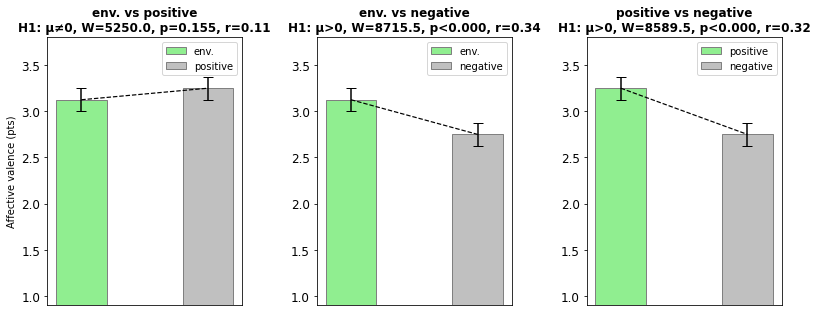 env. vs positive
H1: μ≠0, W=5250.0, p=0.155, r=0.11
env.
positive
3.5
3.0
2.5
2.0
1.5
1.0
Affective valence (pts)
env. vs negative
H1: μ>0, W=8715.5, p<0.000, r=0.34
env.
negative
3.5
3.0
2.5
2.0
1.5
1.0
positive vs negative
H1: μ>0, W=8589.5, p<0.000, r=0.32
positive
negative
3.5
3.0
2.5
2.0
1.5
1.0